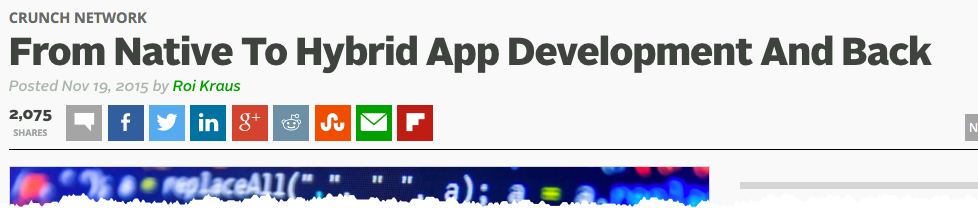 CRUNCH NETWORK
From Native To Hybrid App Development And Back
Posted Nov 19, 2015 by Roi Kraus
2,075
SHARES
f
in
g+
N
replaceAll(" " " " a); a =